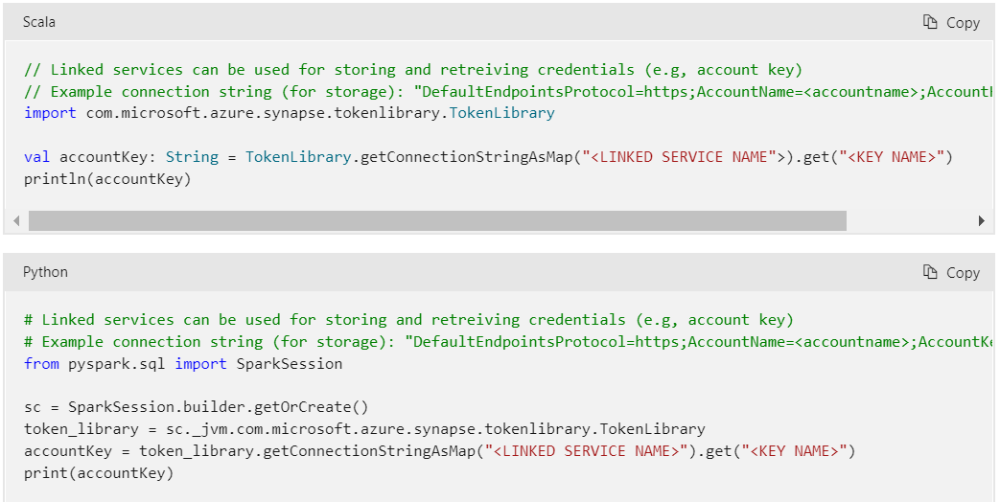 Scala
Copy
// Linked services can be used for storing and retreiving credentials (e.g, account key)
// Example connection string (for storage): "DefaultEndpointsProtocol=https;AccountName=<accountname>;Account
import com.microsoft.azure.synapse.tokenlibrary.TokenLibrary
val accountKey: String = TokenLibrary.getConnectionStringAsMap("<LINKED SERVICE NAME">).get("<KEY NAME>")
println(accountKey)
Python
Copy
# Linked services can be used for storing and retreiving credentials (e.g, account key)
# Example connection string (for storage): "DefaultEndpointsProtocol=https;AccountName=<accountname>;AccountKe
from pyspark.sql import SparkSession
sc = SparkSession.builder.getOrCreate()
token_library = sc._jvm.com.microsoft.azure.synapse.tokenlibrary.TokenLibrary
accountKey = token_library.getConnectionStringAsMap("<LINKED SERVICE NAME>").get("<KEY NAME>")
print(accountKey)